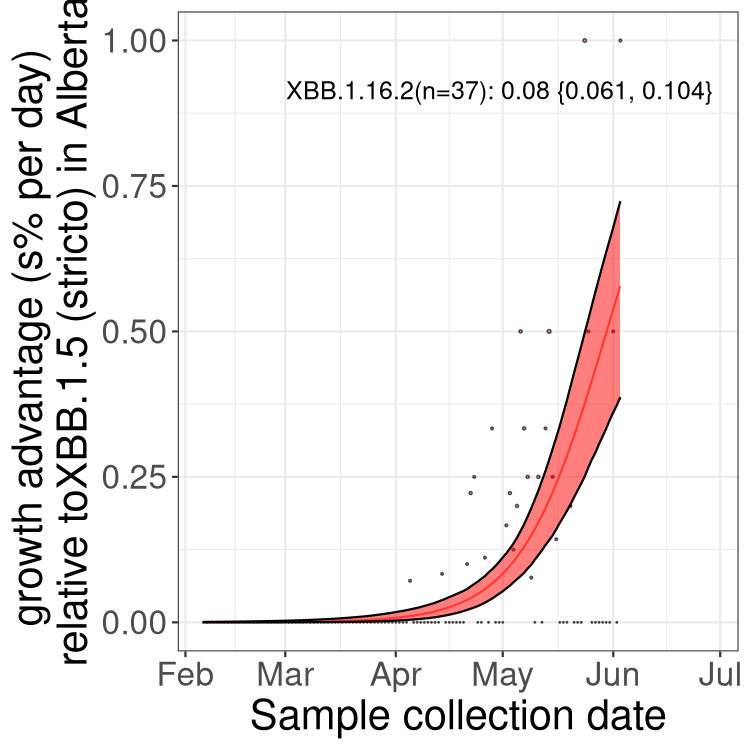 growth advantage (s% per day)
relative toXBB.1.5 (stricto) in Alberta
1.00
0.75
0.50
0.25
0.00
XBB.1.16.2(n=37): 0.08 {0.061, 0.104}
Feb Mar Apr May Jun Jul
Sample collection date